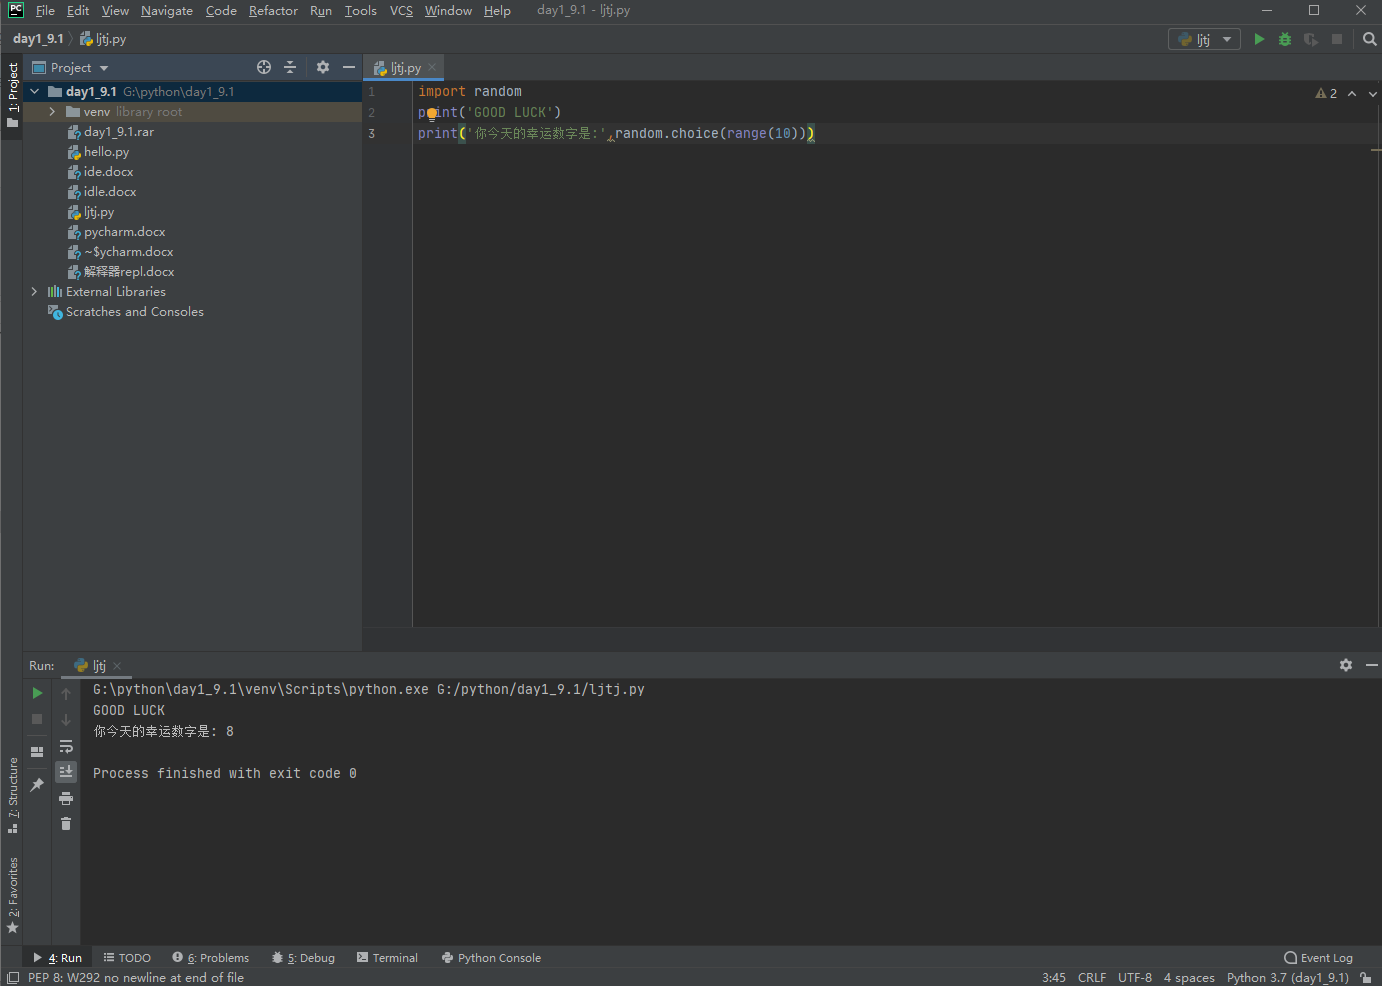 File Edit View Navigate Code Refactor Run Tools VCS Window Help day1_9.1 - ljtj.py
day1_9.1 ljtj.py ljtj
1: Project
Project
day1_9.1 G:\python\day1_9.1
venv library root
day1_9.1.rar
hello.py
ide.docx
idle.docx
ljtj.py
pycharm.docx
~$ycharm.docx
解释器repl.docx
External Libraries
Scratches and Consoles
ljtj.py
2
1 import random
2 print('GOOD LUCK')
3 print('你今天的幸运数字是:',random.choice(range(10)))
Run: ljtj
G:\python\day1_9.1\venv\Scripts\python.exe G:/python/day1_9.1/ljtj.py
GOOD LUCK
你今天的幸运数字是: 8
Process finished with exit code 0
7: Structure
2: Favorites
4: Run TODO 6: Problems 5: Debug Terminal Python Console Event Log
PEP 8: W292 no newline at end of file 3:45 CRLF UTF-8 4 spaces Python 3.7 (day1_9.1)